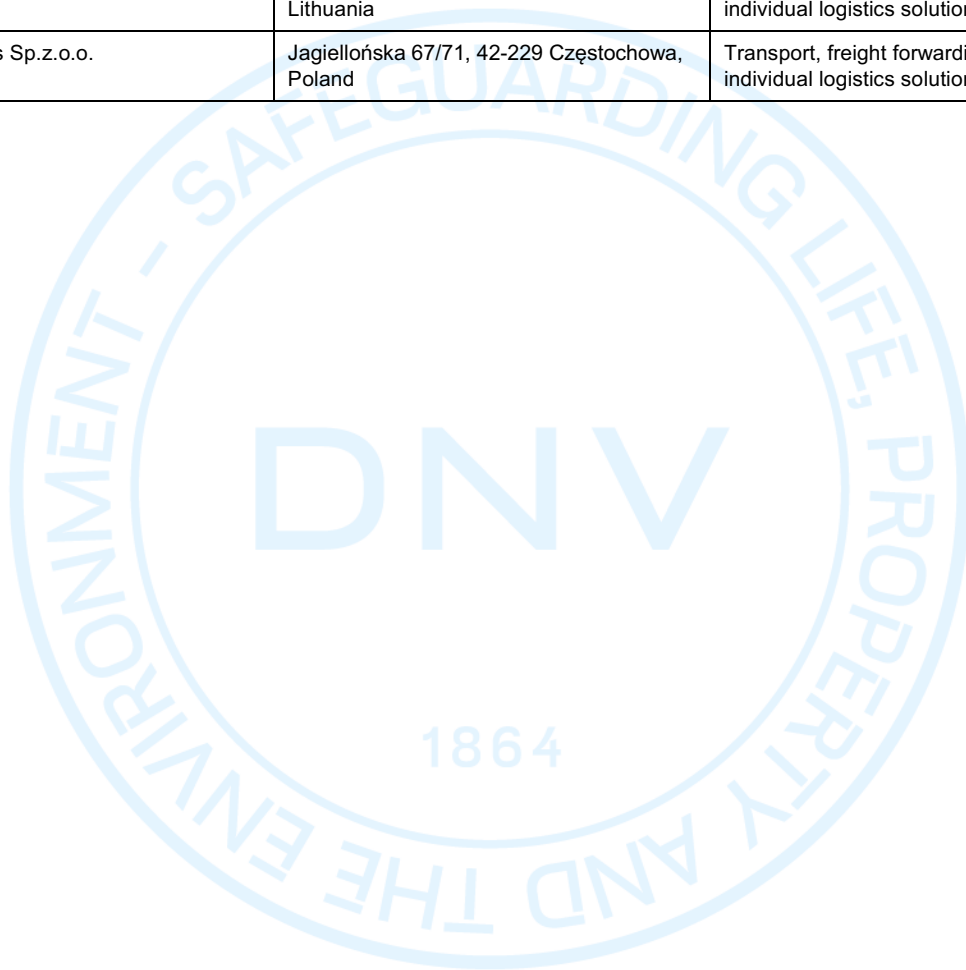 Lithuania
individual logistics solution
s Sp.z.o.o.
Jagiellońska 67/71, 42-229 Częstochowa,
Poland
Transport, freight forwardi
individual logistics solution
SAFEGUARDING LIFE, PROPERTY AND THE ENVIRONMENT -
DNV
1864